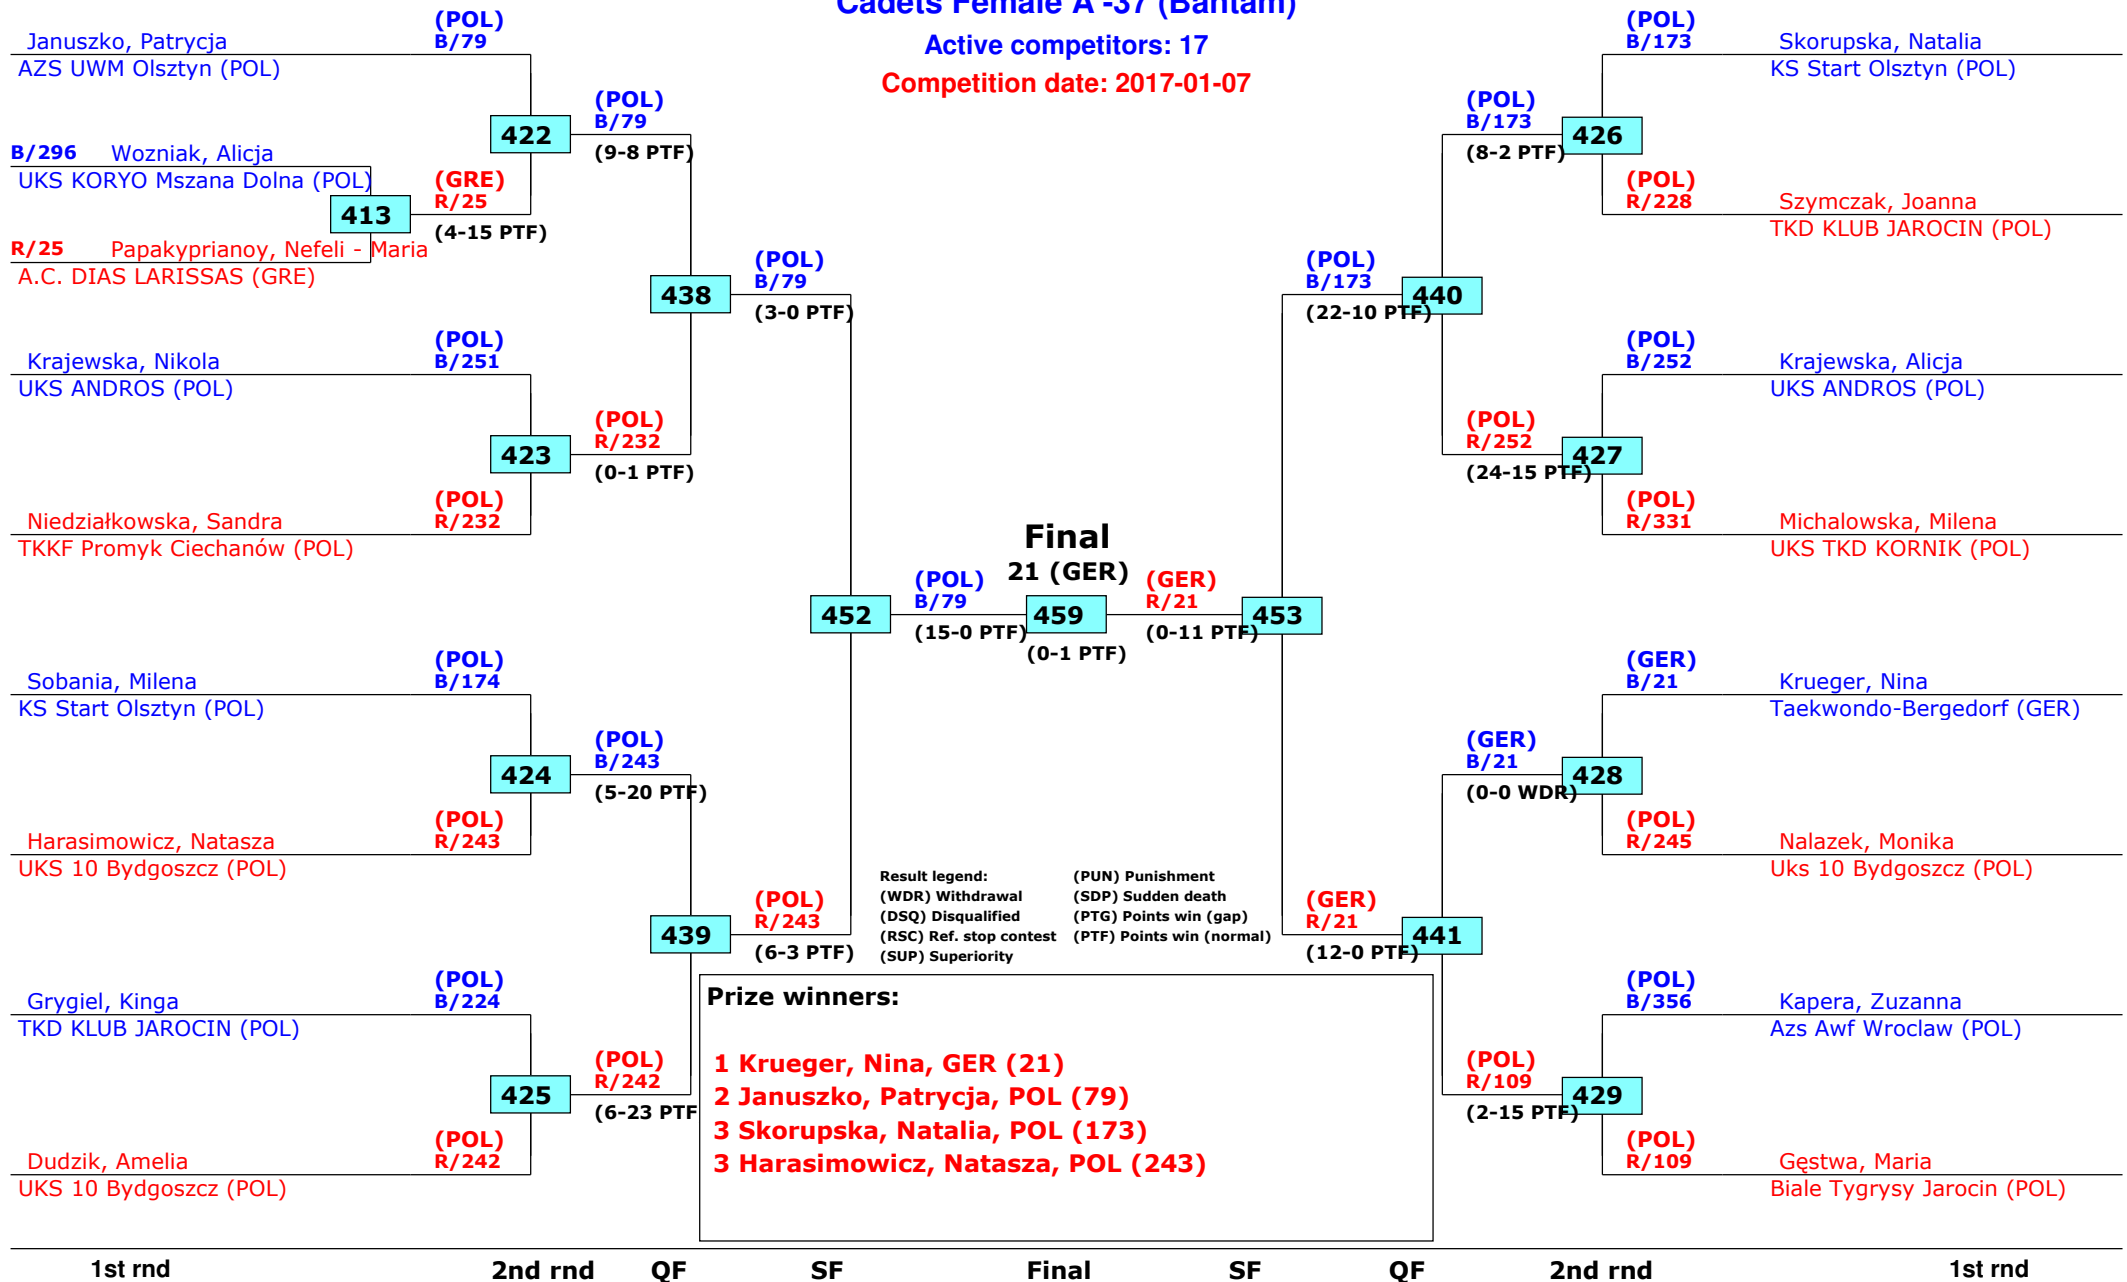 Cadets Female A -37 (Bantam)
Active competitors: 17
Competition date: 2017-01-07
Januszko, Patrycja
AZS UWM Olsztyn (POL)
(POL)
B/79
B/296 Wozniak, Alicja
UKS KORYO Mszana Dolna (POL)
R/25 Papakyprianoy, Nefeli - Maria
A.C. DIAS LARISSAS (GRE)
413
(GRE)
R/25
(4-15 PTF)
422
(POL)
B/79
(9-8 PTF)
Krajewska, Nikola
UKS ANDROS (POL)
(POL)
B/251
Niedziałkowska, Sandra
TKKF Promyk Ciechanów (POL)
(POL)
R/232
423
(POL)
R/232
(0-1 PTF)
438
(POL)
B/79
(3-0 PTF)
Sobania, Milena
KS Start Olsztyn (POL)
(POL)
B/174
Harasimowicz, Natasza
UKS 10 Bydgoszcz (POL)
(POL)
R/243
424
(POL)
B/243
(5-20 PTF)
Grygiel, Kinga
TKD KLUB JAROCIN (POL)
(POL)
B/224
Dudzik, Amelia
UKS 10 Bydgoszcz (POL)
(POL)
R/242
425
(POL)
R/242
(6-23 PTF
439
(POL)
R/243
(6-3 PTF)
452
(POL)
B/79
(15-0 PTF)
Final
21 (GER)
459
(0-1 PTF)
(GER)
R/21
(0-11 PTF)
453
(POL)
B/173
(22-10 PTF)
440
(POL)
B/173
(8-2 PTF)
426
(POL)
B/173
Skorupska, Natalia
KS Start Olsztyn (POL)
(POL)
R/228
Szymczak, Joanna
TKD KLUB JAROCIN (POL)
(POL)
R/252
(24-15 PTF)
427
(POL)
B/252
Krajewska, Alicja
UKS ANDROS (POL)
(POL)
R/331
Michalowska, Milena
UKS TKD KORNIK (POL)
(GER)
R/21
(12-0 PTF)
441
(GER)
B/21
(0-0 WDR)
428
(GER)
B/21
Krueger, Nina
Taekwondo-Bergedorf (GER)
(POL)
R/245
Nalazek, Monika
Uks 10 Bydgoszcz (POL)
(POL)
R/109
(2-15 PTF)
429
(POL)
B/356
Kapera, Zuzanna
Azs Awf Wroclaw (POL)
(POL)
R/109
Gęstwa, Maria
Biale Tygrysy Jarocin (POL)
Result legend:
(WDR) Withdrawal
(DSQ) Disqualified
(RSC) Ref. stop contest
(SUP) Superiority
(PUN) Punishment
(SDP) Sudden death
(PTG) Points win (gap)
(PTF) Points win (normal)
Prize winners:
1 Krueger, Nina, GER (21)
2 Januszko, Patrycja, POL (79)
3 Skorupska, Natalia, POL (173)
3 Harasimowicz, Natasza, POL (243)
1st rnd 2nd rnd QF SF Final SF QF 2nd rnd 1st rnd